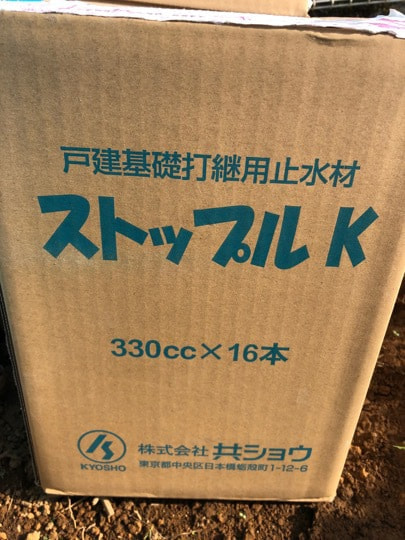 戸建基礎打継用止水材
ストップル K
330cc×16本
KYOSHO
株式会社 共ショウ
東京都中央区日本橋蛎殻町1-12-6